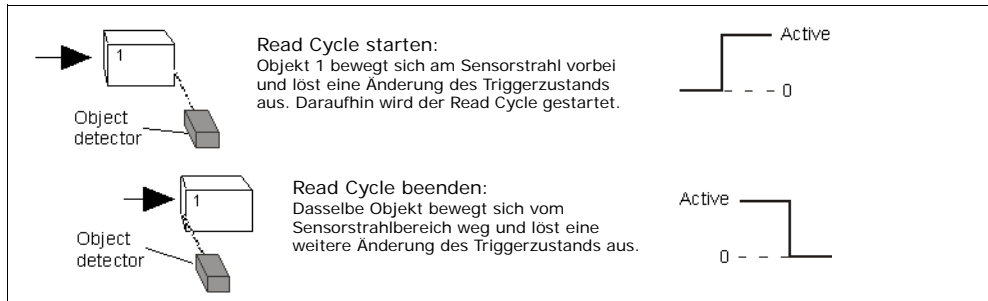 1
Object
detector
Read Cycle starten:
Objekt 1 bewegt sich am Sensorstrahl vorbei
und löst eine Änderung des Triggerzustands
aus. Daraufhin wird der Read Cycle gestartet.
Active
0
1
Object
detector
Read Cycle beenden:
Dasselbe Objekt bewegt sich vom
Sensorstrahlbereich weg und löst eine
weitere Änderung des Triggerzustands aus.
Active
0